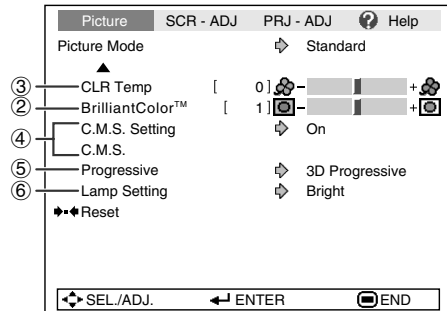 Picture SCR - ADJ PRJ - ADJ ? Help
Picture Mode Standard
③ CLR Temp [ 0 ] – +
② BrilliantColor™ [ 1 ] – +
④ C.M.S. Setting On
C.M.S.
⑤ Progressive 3D Progressive
⑥ Lamp Setting Bright
Reset
SEL./ADJ. ENTER END